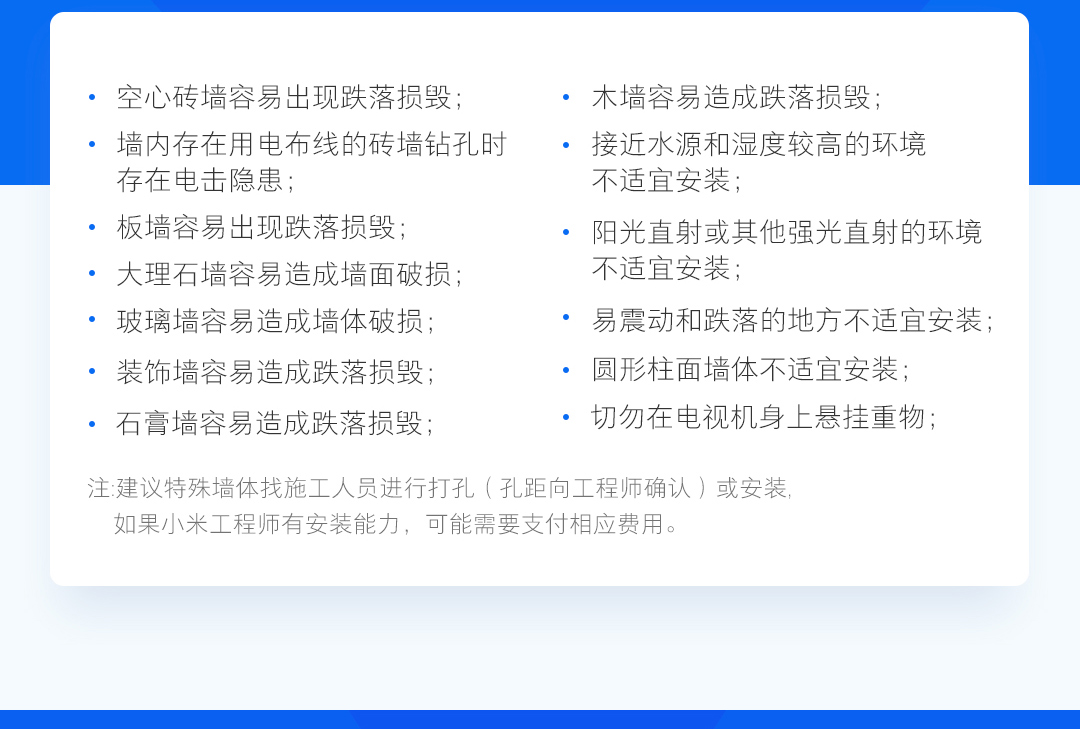 空心砖墙容易出现跌落损毁；
墙内存在用电布线的砖墙钻孔时
存在电击隐患；
板墙容易出现跌落损毁；
大理石墙容易造成墙面破损；
玻璃墙容易造成墙体破损；
装饰墙容易造成跌落损毁；
石膏墙容易造成跌落损毁；
木墙容易造成跌落损毁；
接近水源和湿度较高的环境
不适宜安装；
阳光直射或其他强光直射的环境
不适宜安装；
易震动和跌落的地方不适宜安装；
圆形柱面墙体不适宜安装；
切勿在电视机身上悬挂重物；
注:建议特殊墙体找施工人员进行打孔（孔距向工程师确认）或安装,
如果小米工程师有安装能力，可能需要支付相应费用。